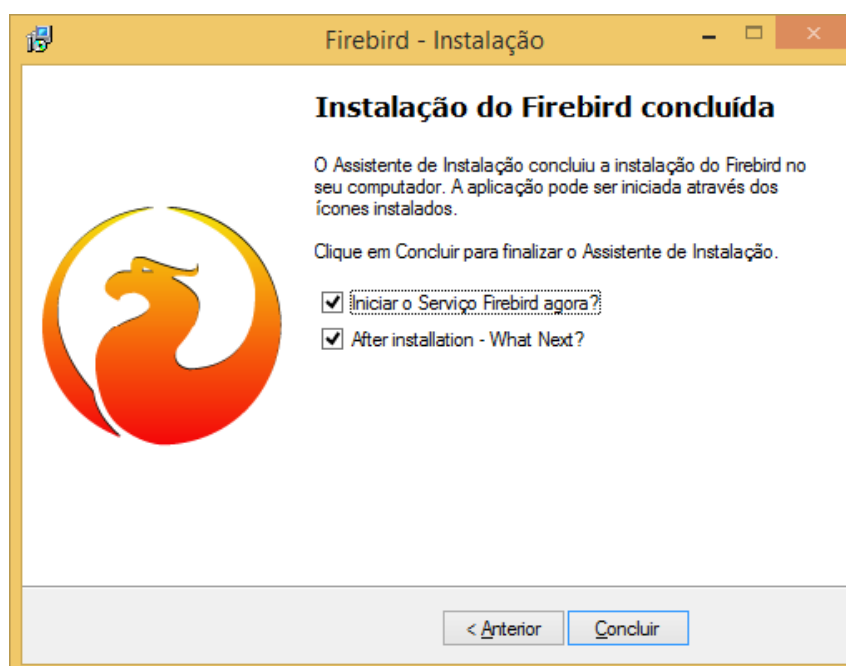 Firebird - Instalação
Instalação do Firebird concluída
O Assistente de Instalação concluiu a instalação do Firebird no
seu computador. A aplicação pode ser iniciada através dos
ícones instalados.
Clique em Concluir para finalizar o Assistente de Instalação.
Iniciar o Serviço Firebird agora?
After installation - What Next?
< Anterior
Concluir